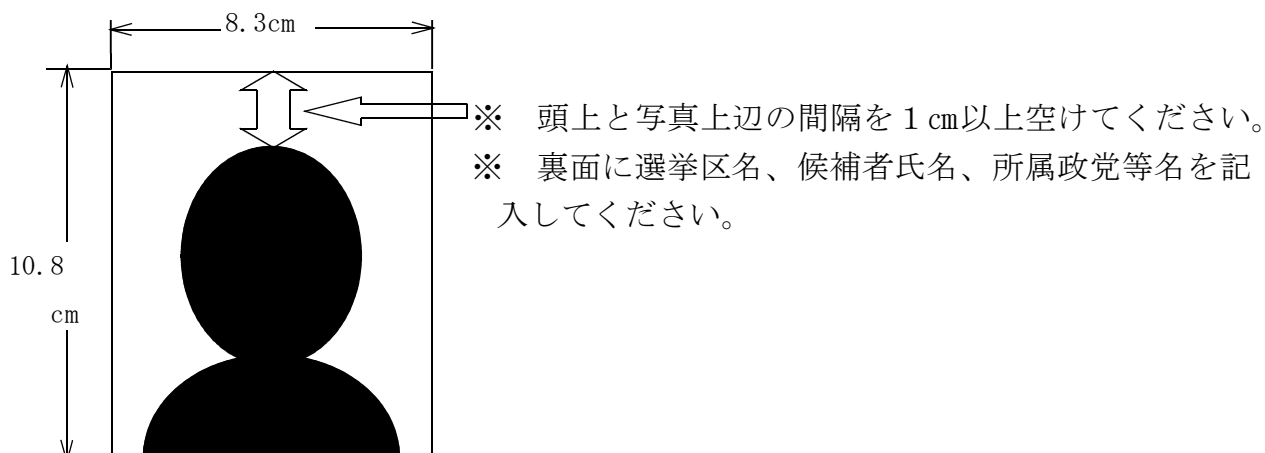 8.3cm
※　頭上と写真上辺の間隔を１㎝以上空けてください。
※　裏面に選挙区名、候補者氏名、所属政党等名を記
入してください。
10.8
cm